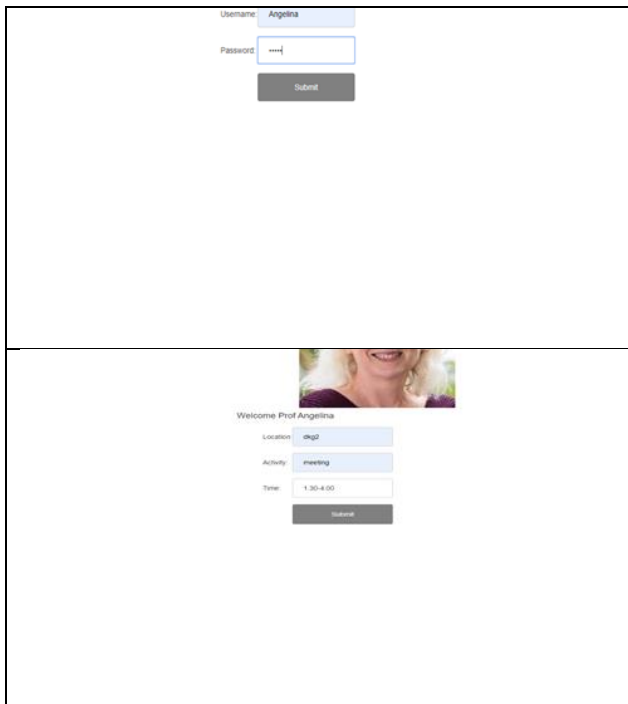 Username: Angelina
Password: •••••
Submit
Welcome Prof Angelina
Location: dkg2
Activity: meeting
Time: 1.30-4.00
Submit